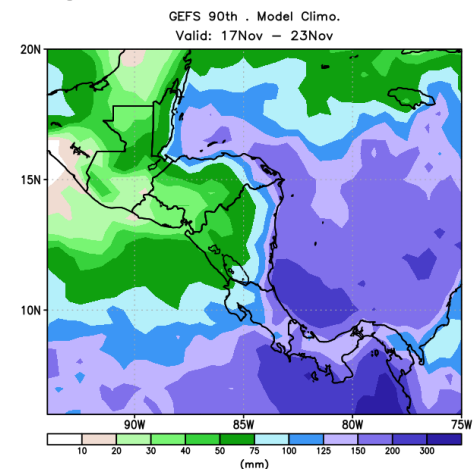 GEFS 90th . Model Climo.
Valid: 17Nov – 23Nov
20N
15N
10N
90W 85W 80W 75W
10 20 30 40 50 75 100 125 150 200 300
(mm)